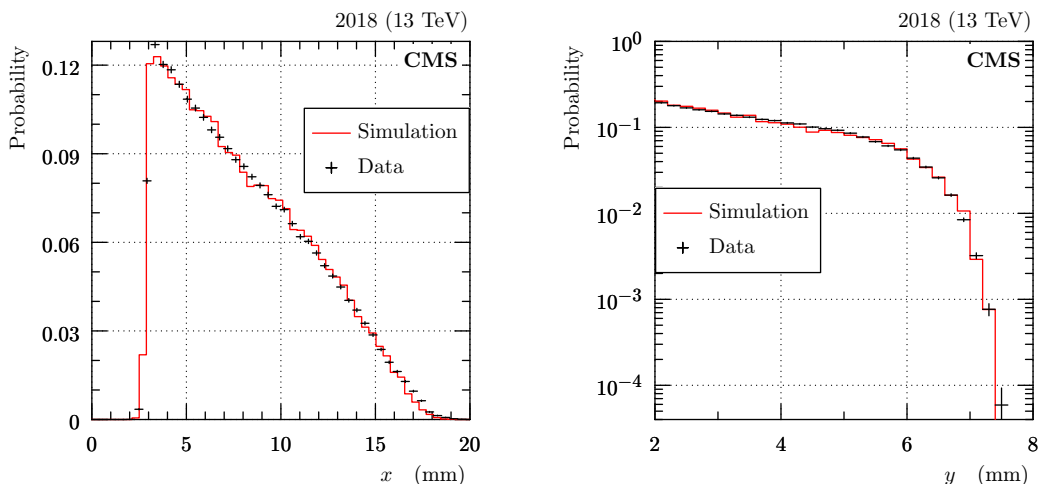 2018 (13 TeV)
Probability
CMS
0.12
0.09
0.06
0.03
0
Simulation
Data
0 5 10 15 20
x (mm)
2018 (13 TeV)
Probability
CMS
10^0
10^−1
10^−2
10^−3
10^−4
Simulation
Data
2 4 6 8
y (mm)